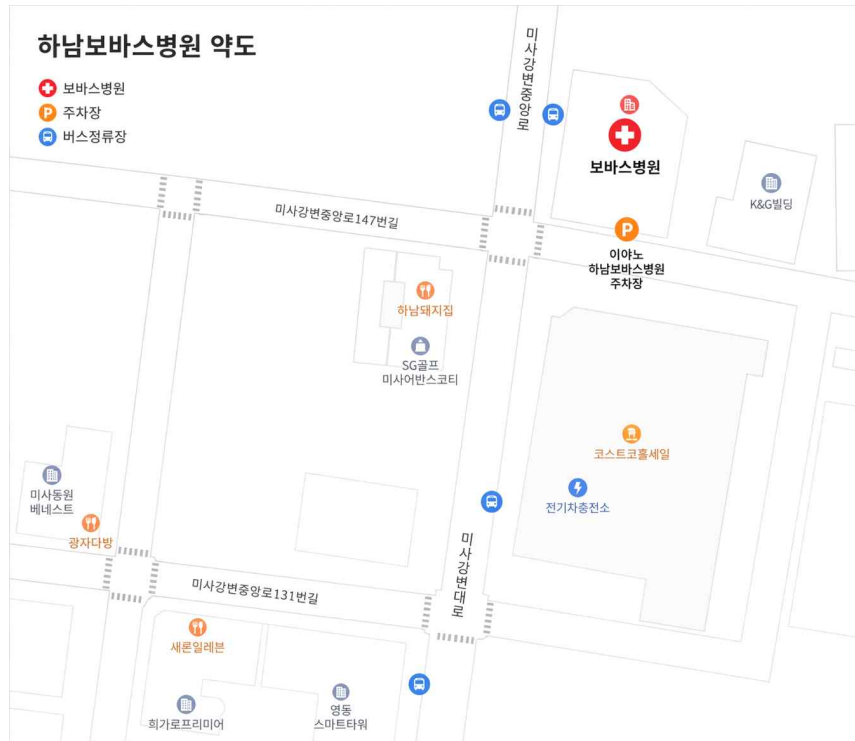 하남보바스병원 약도
보바스병원
P 주차장
버스정류장
미사강변중앙로
보바스병원
K&G빌딩
미사강변중앙로147번길
P
이야노
하남보바스병원
주차장
하남돼지집
SG골프
미사어반스코티
코스트코홀세일
전기차충전소
미사동원
베네스트
광자다방
미사강변대로
미사강변중앙로131번길
새론일레븐
희가로프리미어
영동
스마트타워